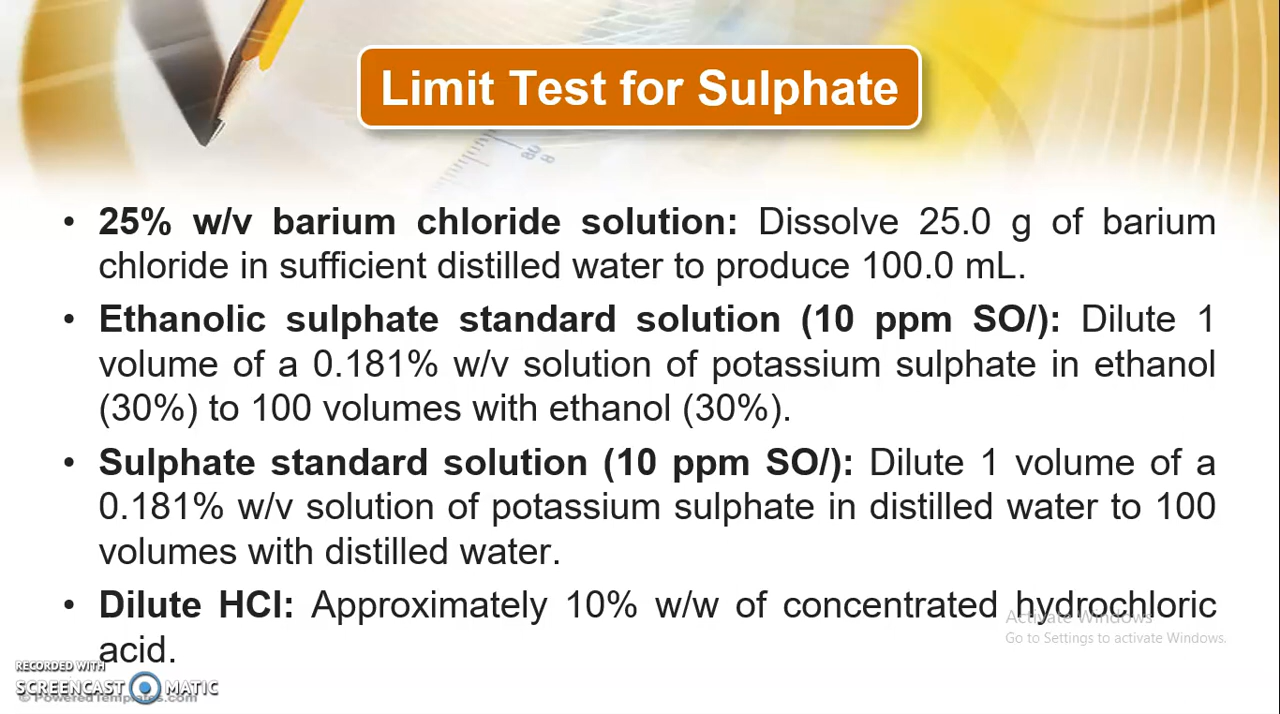 Limit Test for Sulphate
80
8
• 25% w/v barium chloride solution: Dissolve 25.0 g of barium
chloride in sufficient distilled water to produce 100.0 mL.
• Ethanolic sulphate standard solution (10 ppm SO/): Dilute 1
volume of a 0.181% w/v solution of potassium sulphate in ethanol
(30%) to 100 volumes with ethanol (30%).
• Sulphate standard solution (10 ppm SO/): Dilute 1 volume of a
0.181% w/v solution of potassium sulphate in distilled water to 100
volumes with distilled water.
• Dilute HCl: Approximately 10% w/w of concentrated hydrochloric
acid.
Activate Windows
Go to Settings to activate Windows.
RECORDED WITH
SCREENCAST MATIC
© PoweredTemplates.com